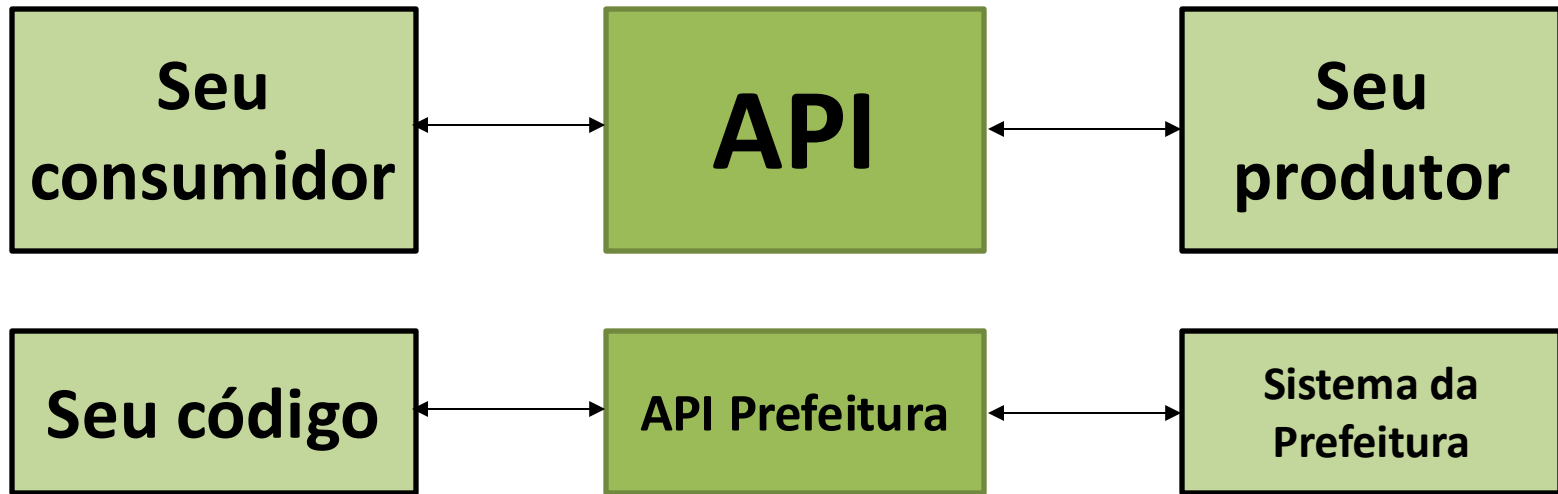 Seu
consumidor
API
Seu
produtor
Seu código
API Prefeitura
Sistema da
Prefeitura